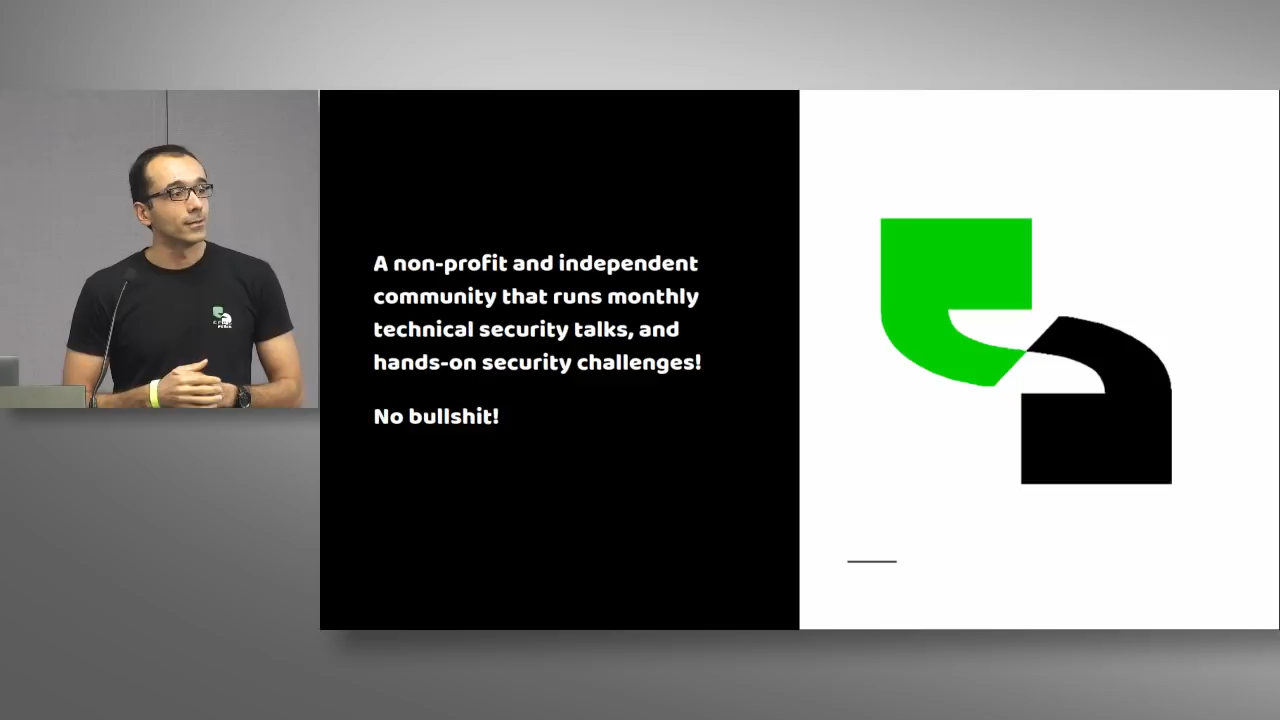 A non-profit and independent
community that runs monthly
technical security talks, and
hands-on security challenges!
No bullshit!